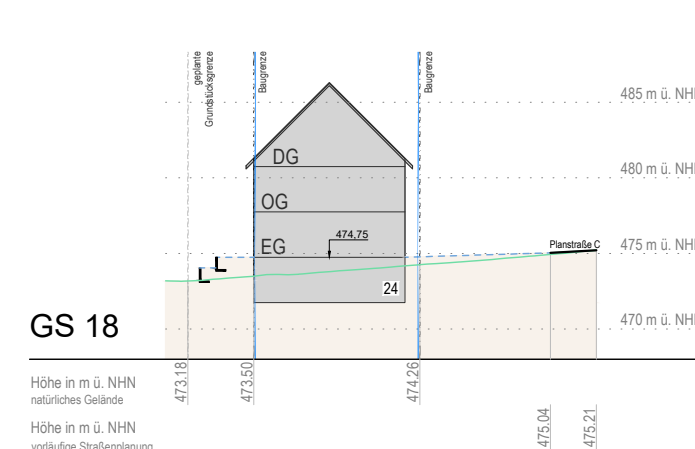 geplante
Grundstücksgrenze
Baugrenze
Baugrenze
485 m ü. NHN
DG
480 m ü. NHN
OG
EG
474,75
Planstraße C
475 m ü. NHN
24
470 m ü. NHN
GS 18
Höhe in m ü. NHN
natürliches Gelände
473.18
473.50
474.26
Höhe in m ü. NHN
vorläufige Straßenplanung
475.04
475.21